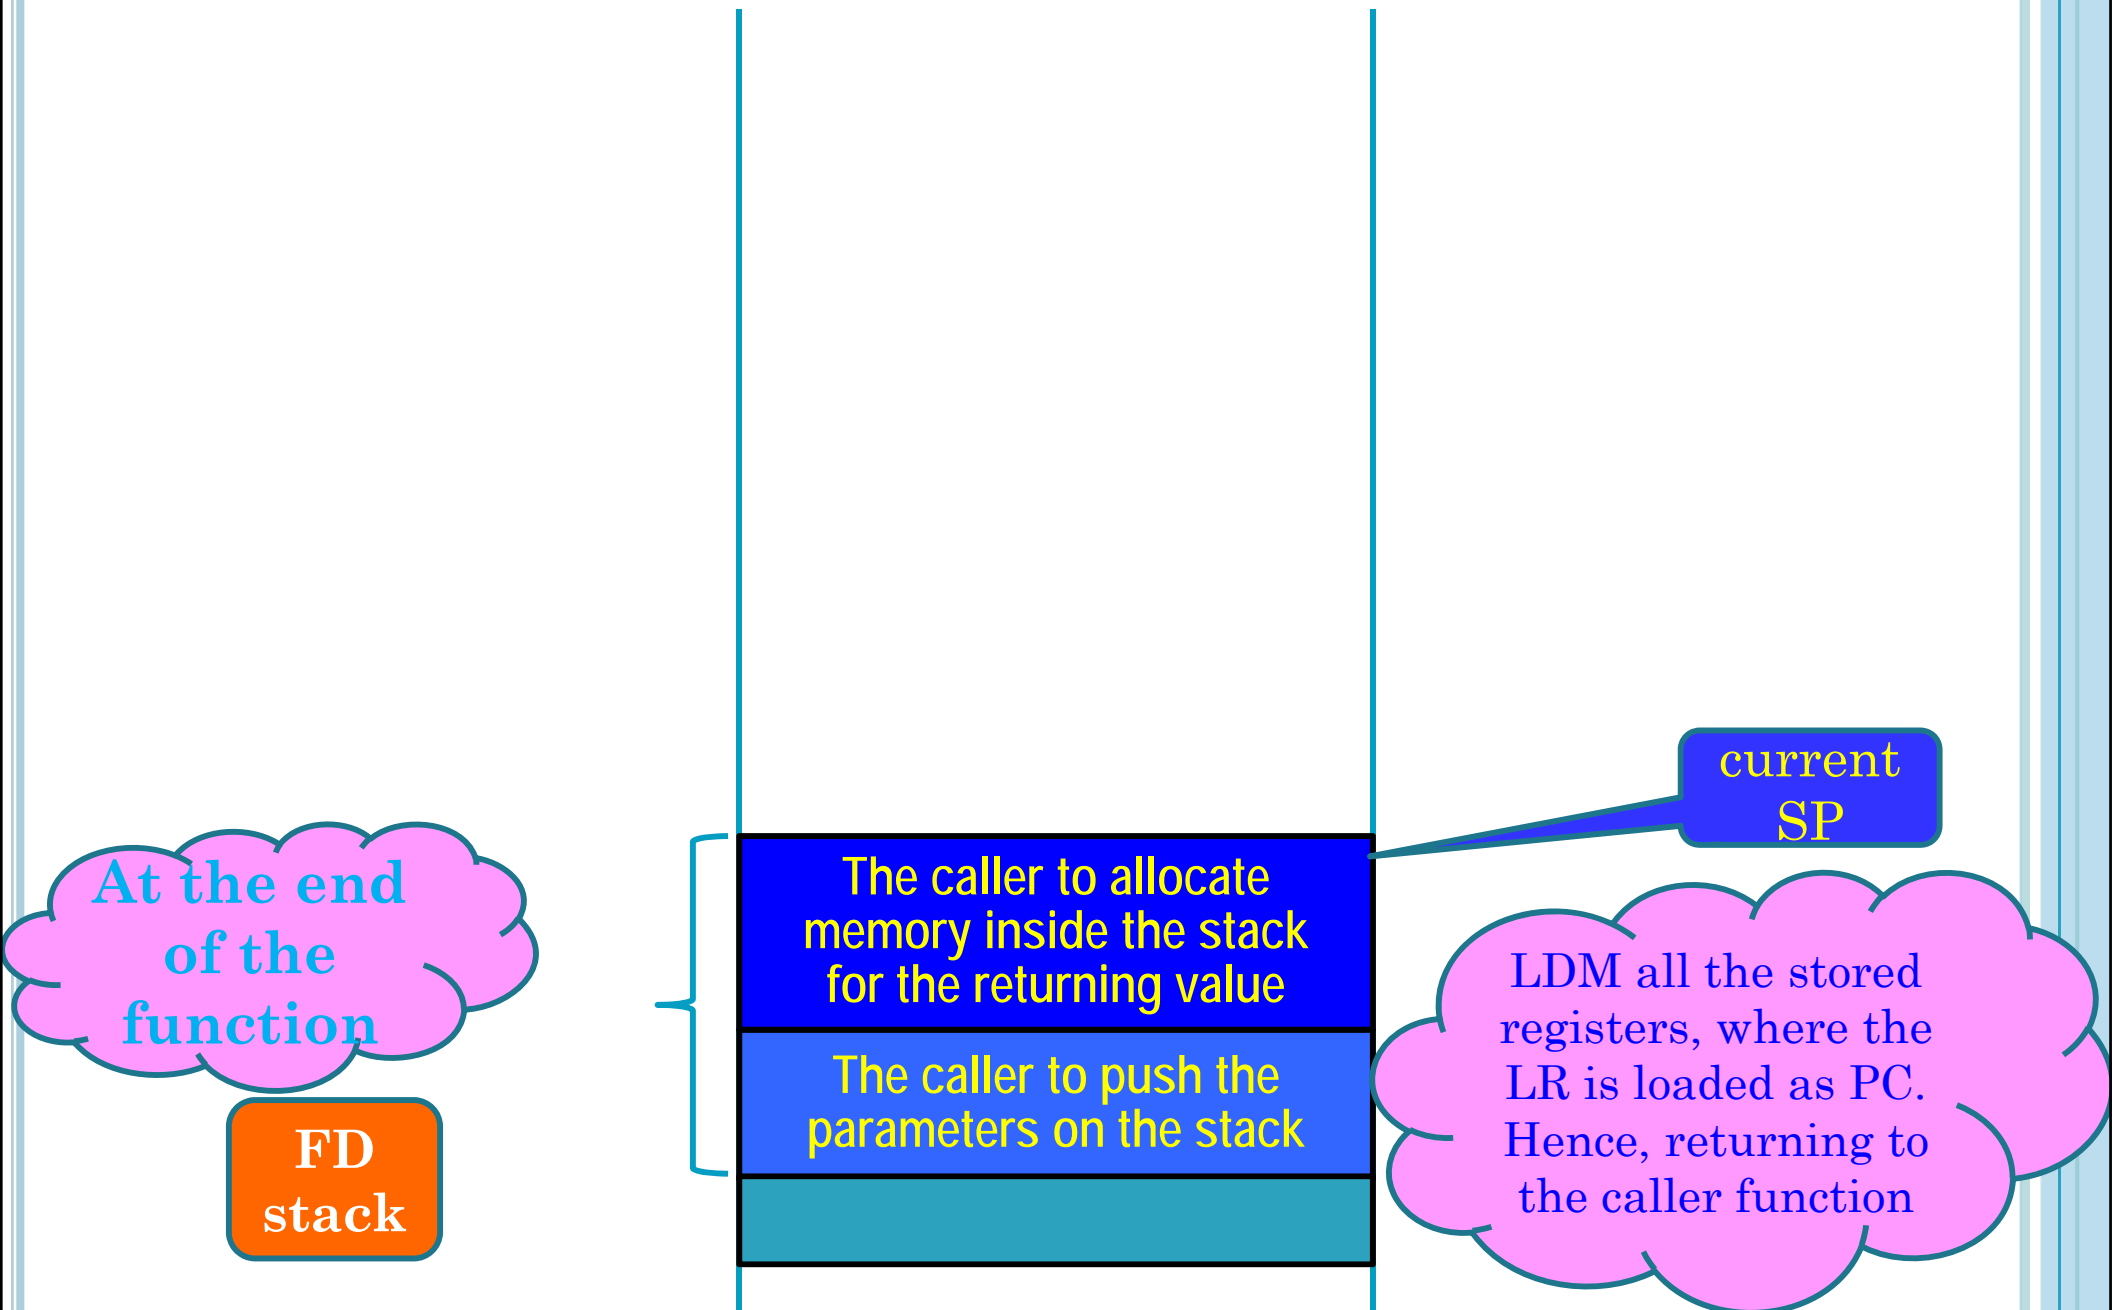 current
SP
At the end
of the
function
The caller to allocate
memory inside the stack
for the returning value
The caller to push the
parameters on the stack
LDM all the stored
registers, where the
LR is loaded as PC.
Hence, returning to
the caller function
FD
stack